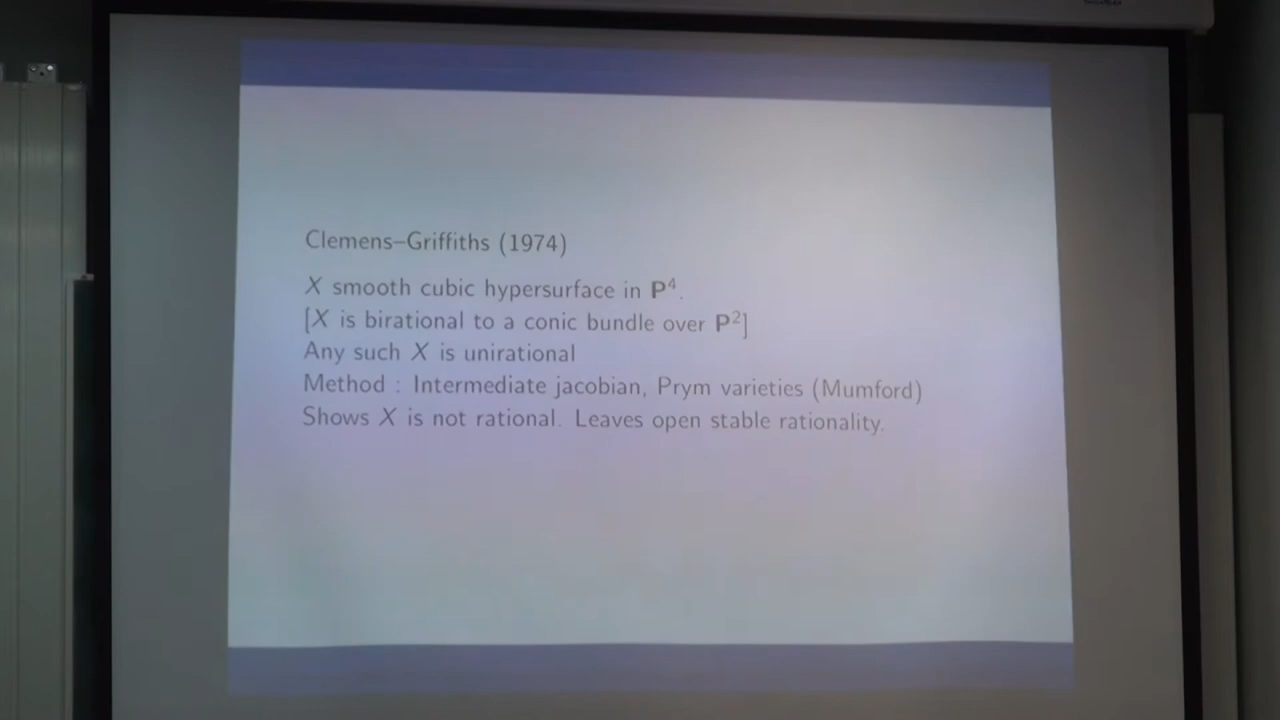 Clemens–Griffiths (1974)
X smooth cubic hypersurface in P⁴.
[X is birational to a conic bundle over P²]
Any such X is unirational
Method : Intermediate jacobian, Prym varieties (Mumford)
Shows X is not rational. Leaves open stable rationality.